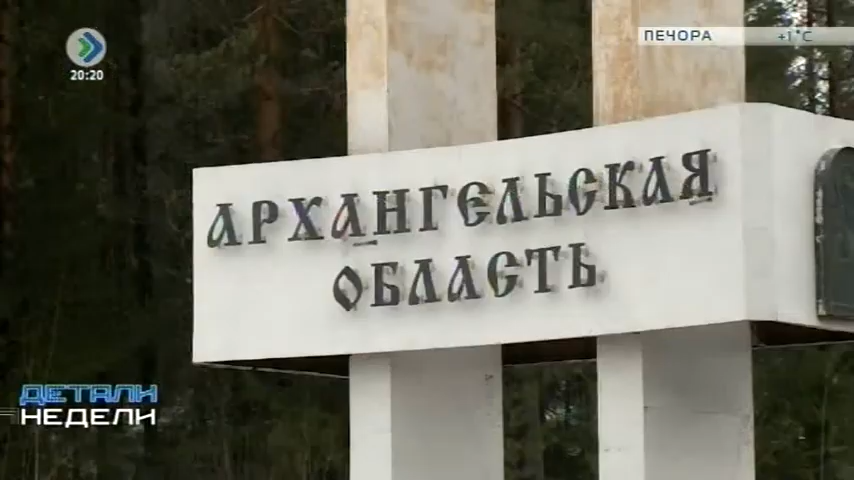 20:20
ПЕЧОРА +1°C
АРХАНГЕЛЬСКАЯ
ОБЛАСТЬ
ДЕТАЛИ
НЕДЕЛИ